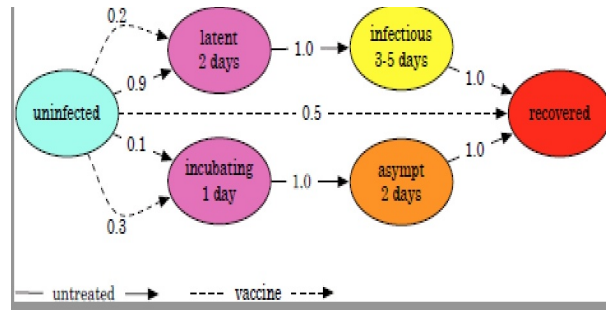 0.2
latent
2 days
1.0
infectious
3-5 days
1.0
0.9
uninfected
0.5
recovered
0.1
incubating
1 day
1.0
asympt
2 days
1.0
0.3
untreated
vaccine